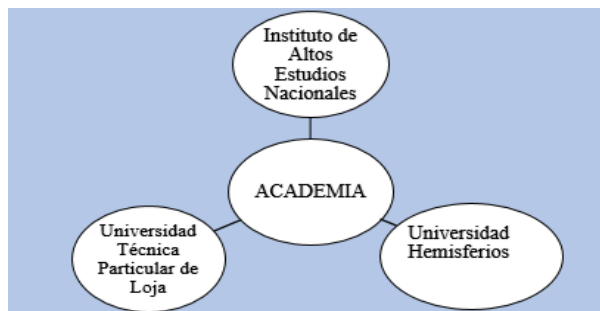 Instituto de
Altos
Estudios
Nacionales
ACADEMIA
Universidad
Técnica
Particular de
Loja
Universidad
Hemisferios